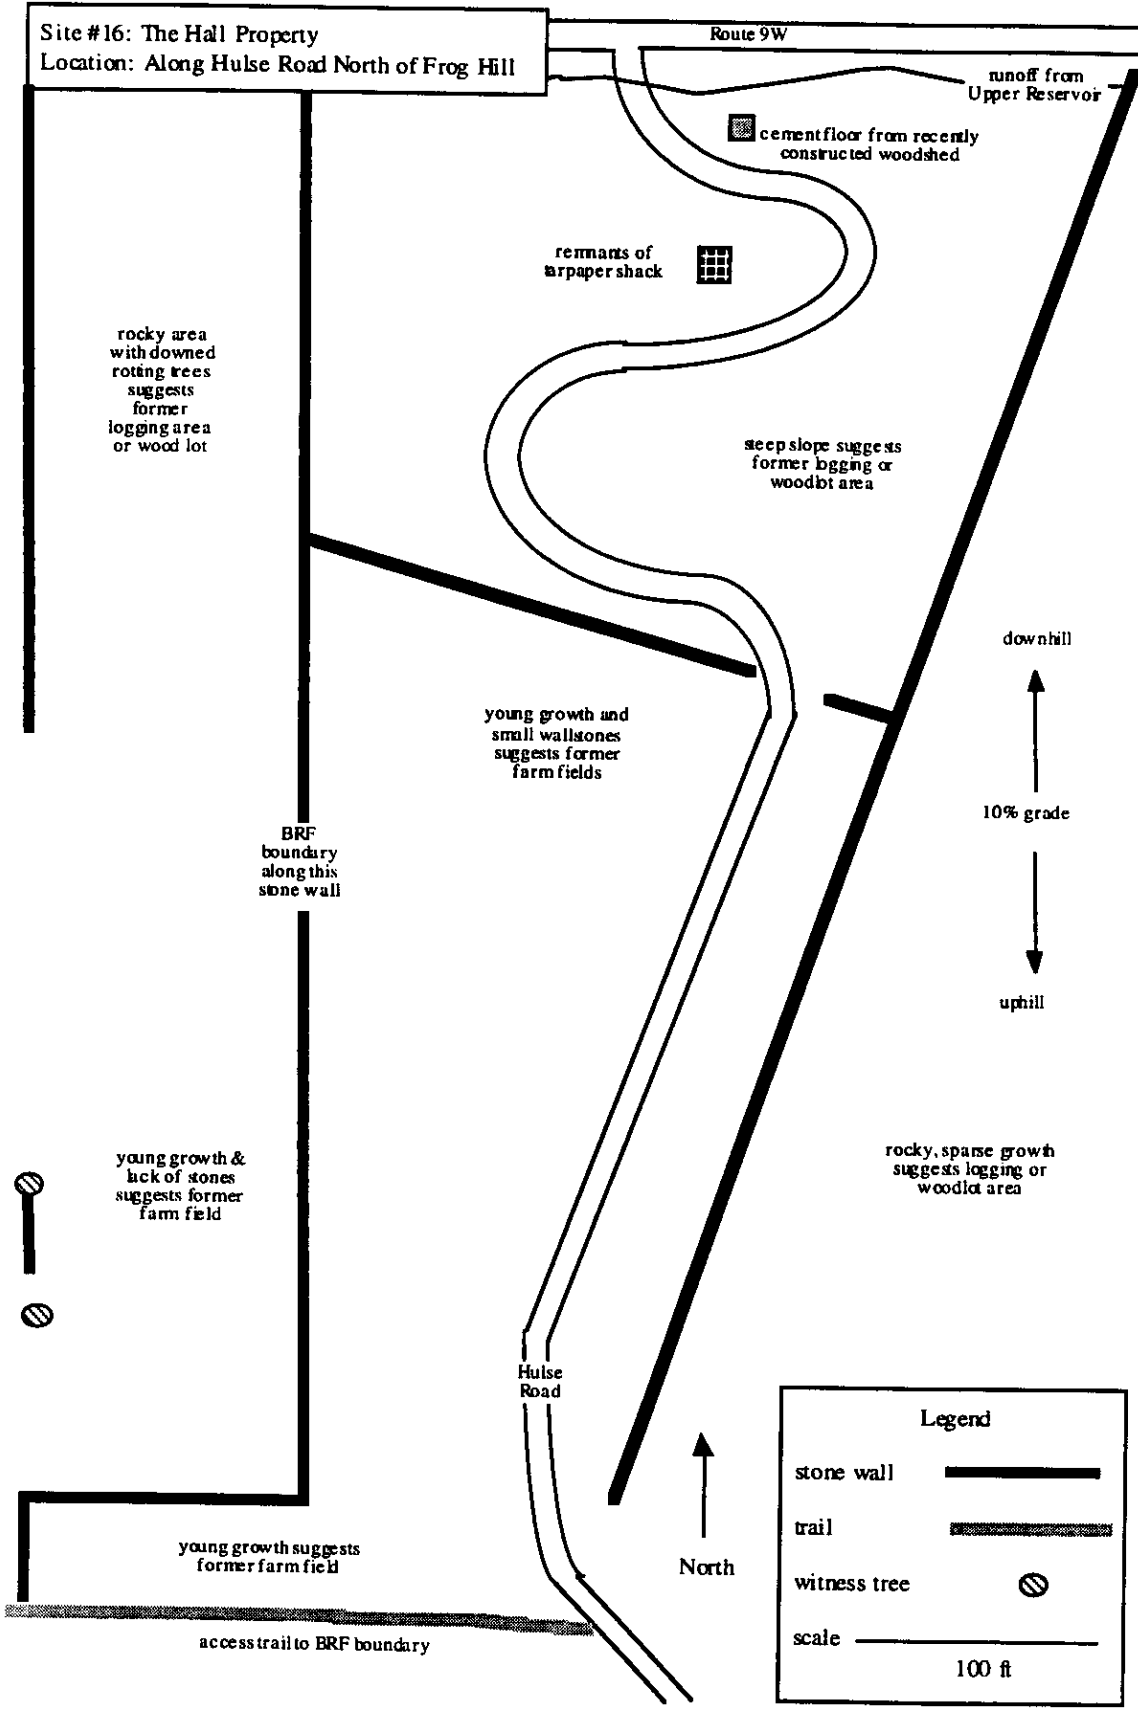 Site #16: The Hall Property
Location: Along Hulse Road North of Frog Hill
Route 9W
runoff from
Upper Reservoir
cement floor from recently
constructed woodshed
remnants of
tarpaper shack
rocky area
with downed
rotting trees
suggests
former
logging area
or wood lot
steep slope suggests
former logging or
woodlot area
downhill
young growth and
small wallstones
suggests former
farm fields
10% grade
BRF
boundary
along this
stone wall
uphill
young growth &
lack of stones
suggests former
farm field
rocky, sparse growth
suggests logging or
woodlot area
Hulse
Road
Legend
stone wall
trail
witness tree
scale
100 ft
North
young growth suggests
former farm field
access trail to BRF boundary